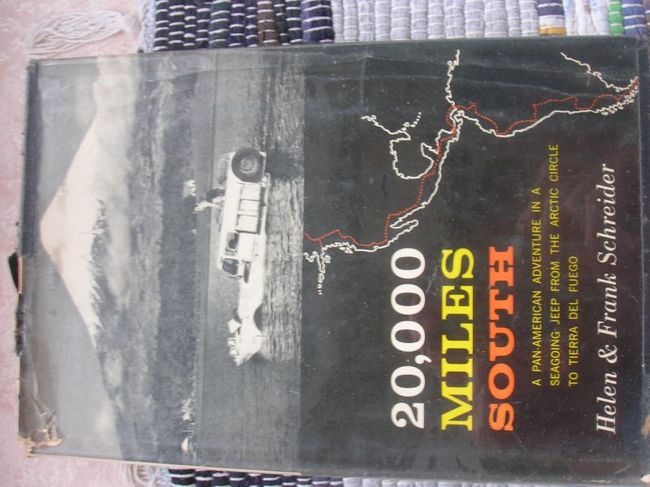 20,000
MILES
SOUTH
A PAN-AMERICAN ADVENTURE IN A
SEAGOING JEEP FROM THE ARCTIC CIRCLE
TO TIERRA DEL FUEGO
Helen & Frank Schreider